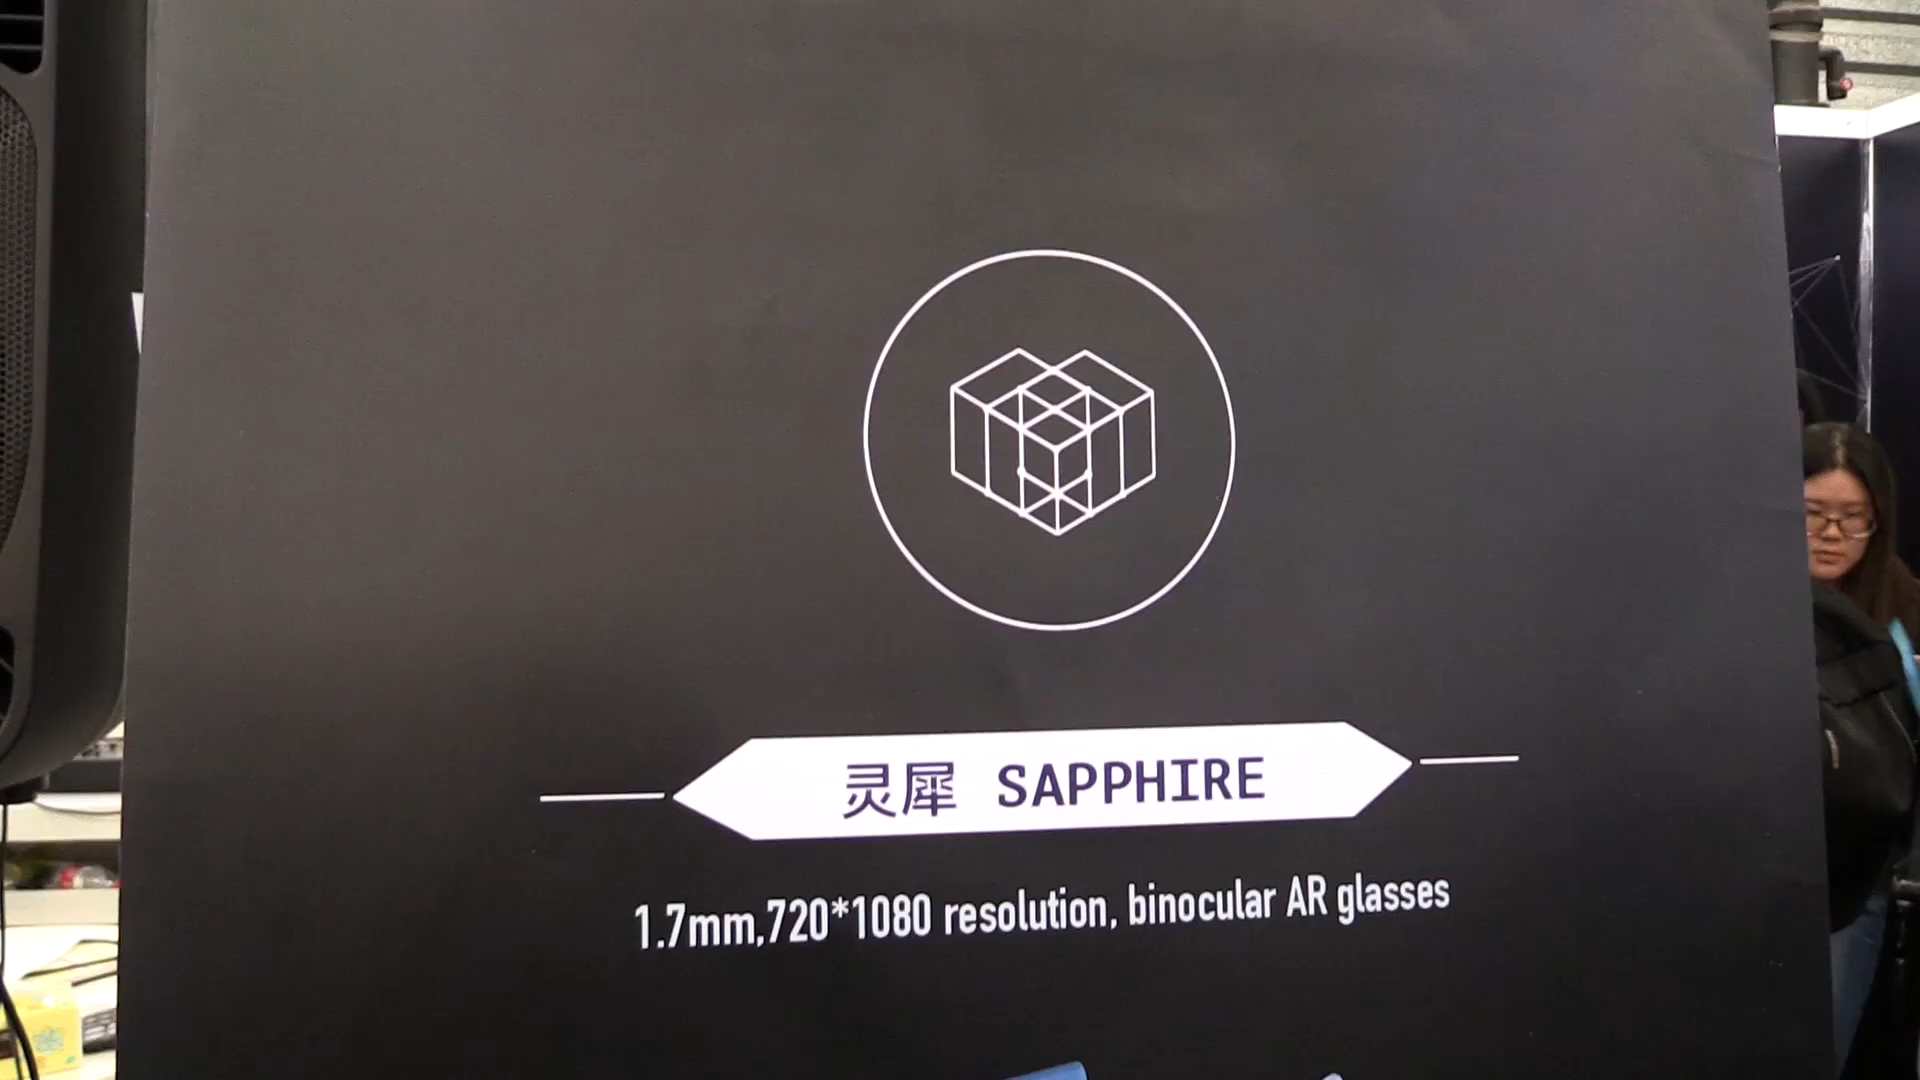 灵犀 SAPPHIRE
1.7mm,720*1080 resolution, binocular AR glasses